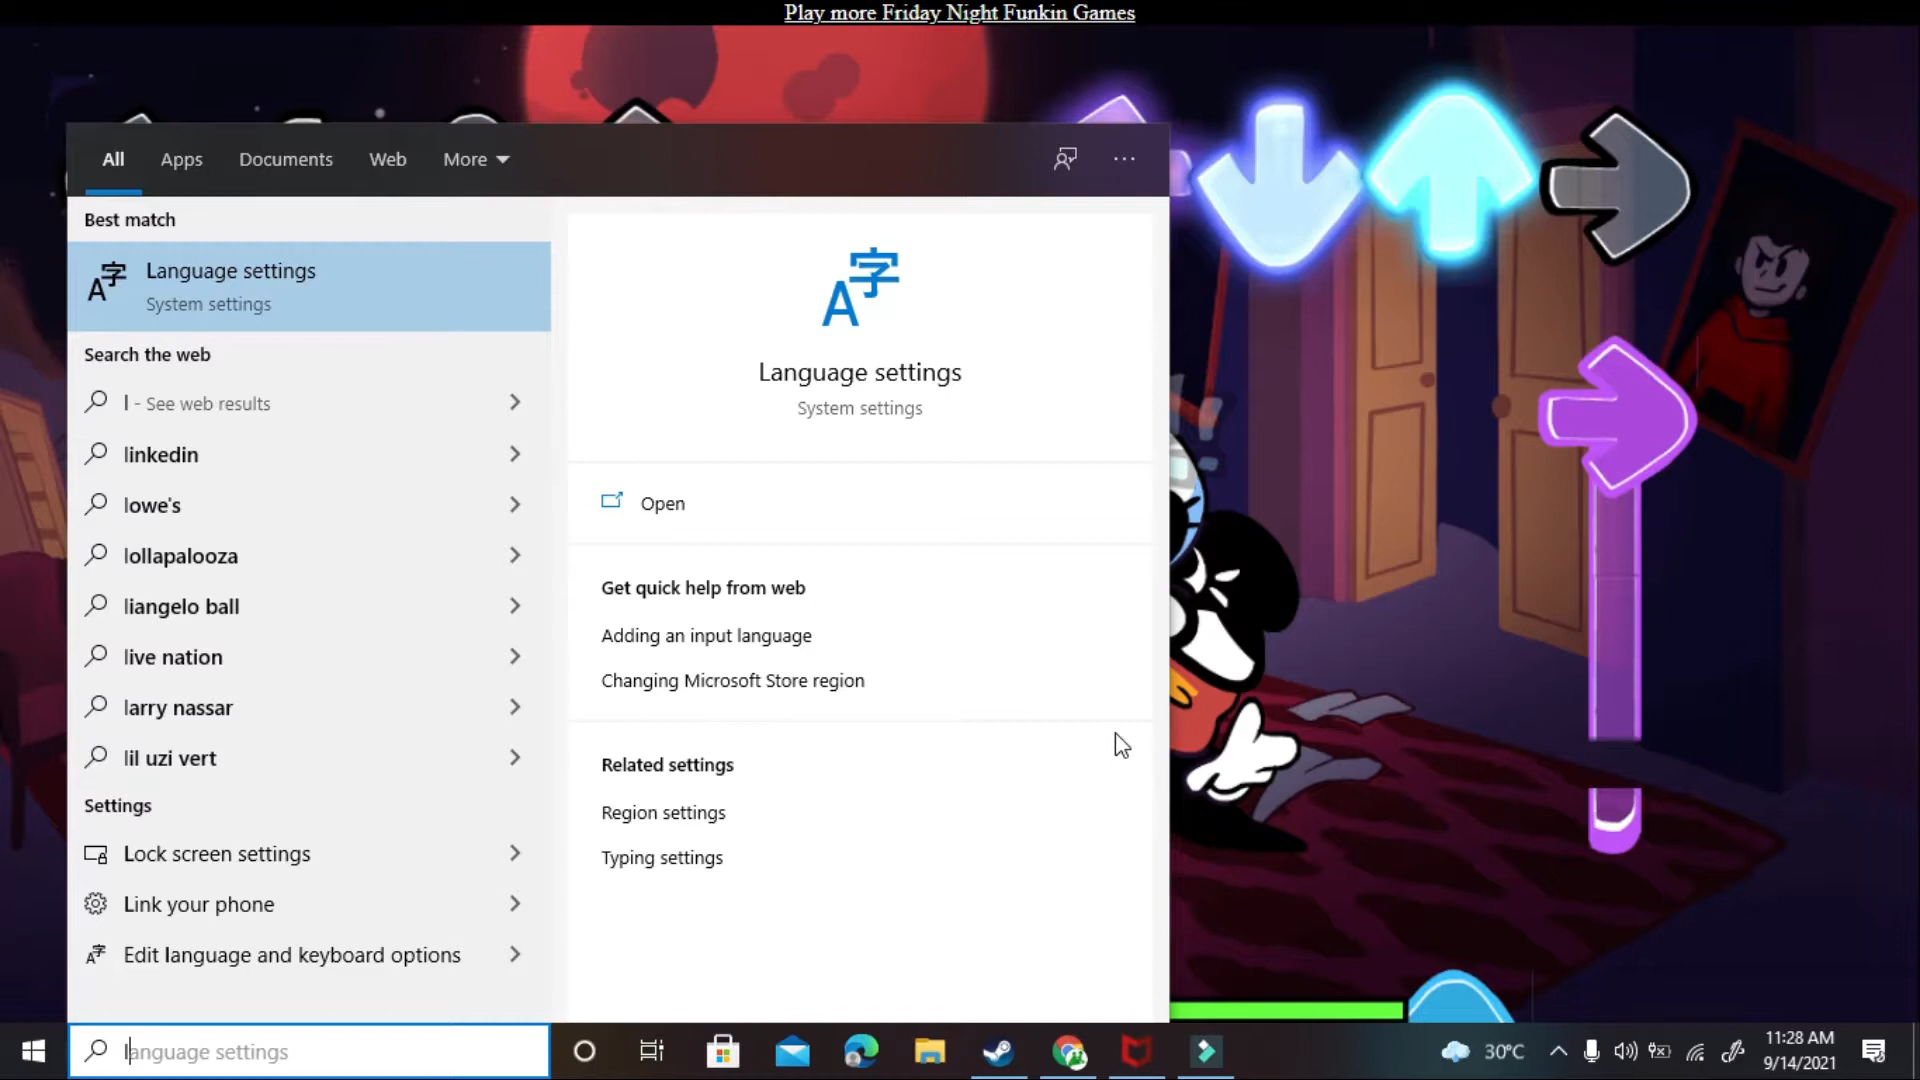 Play more Friday Night Funkin Games
All Apps Documents Web More
Best match
Language settings
System settings
Search the web
l - See web results
linkedin
lowe's
lollapalooza
liangelo ball
live nation
larry nassar
lil uzi vert
Settings
Lock screen settings
Link your phone
Edit language and keyboard options
A字
Language settings
System settings
Open
Get quick help from web
Adding an input language
Changing Microsoft Store region
Related settings
Region settings
Typing settings
language settings
30°C
11:28 AM
9/14/2021